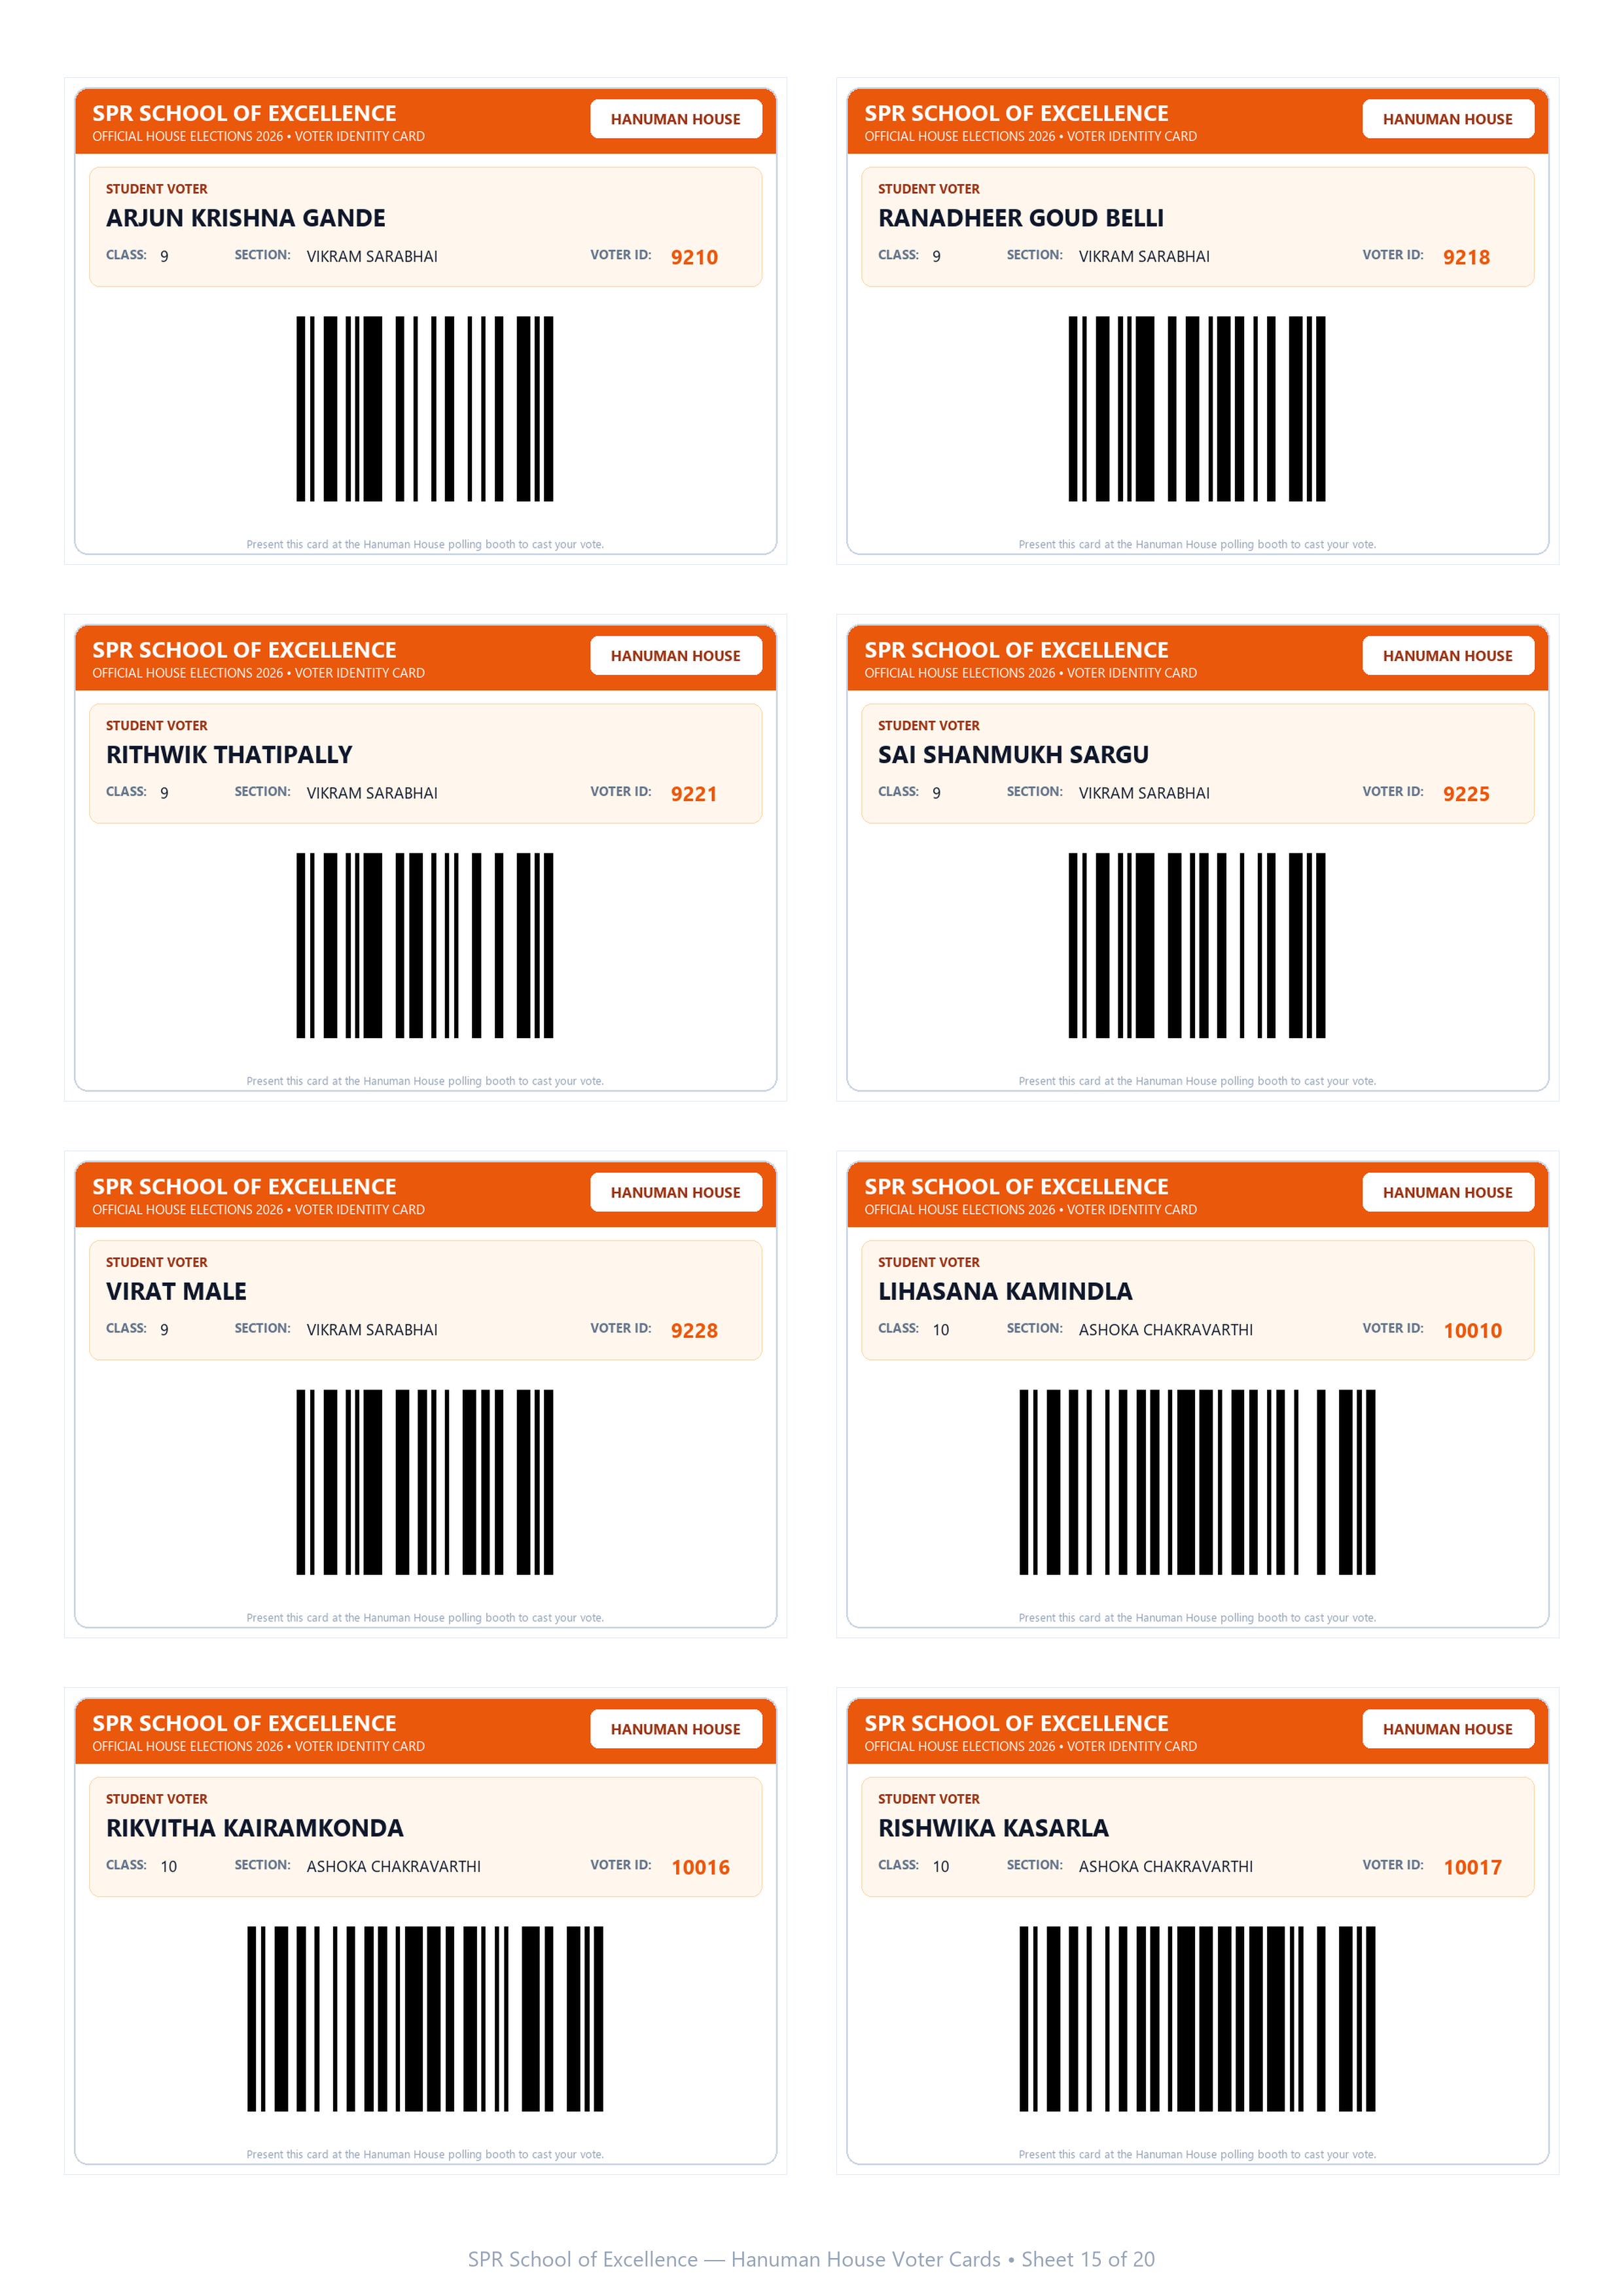 SPR SCHOOL OF EXCELLENCE
OFFICIAL HOUSE ELECTIONS 2026 • VOTER IDENTITY CARD
HANUMAN HOUSE
STUDENT VOTER
ARJUN KRISHNA GANDE
CLASS: 9 SECTION: VIKRAM SARABHAI VOTER ID: 9210
Present this card at the Hanuman House polling booth to cast your vote.
SPR SCHOOL OF EXCELLENCE
OFFICIAL HOUSE ELECTIONS 2026 • VOTER IDENTITY CARD
HANUMAN HOUSE
STUDENT VOTER
RANADHEER GOUD BELLI
CLASS: 9 SECTION: VIKRAM SARABHAI VOTER ID: 9218
Present this card at the Hanuman House polling booth to cast your vote.
SPR SCHOOL OF EXCELLENCE
OFFICIAL HOUSE ELECTIONS 2026 • VOTER IDENTITY CARD
HANUMAN HOUSE
STUDENT VOTER
RITHWIK THATIPALLY
CLASS: 9 SECTION: VIKRAM SARABHAI VOTER ID: 9221
Present this card at the Hanuman House polling booth to cast your vote.
SPR SCHOOL OF EXCELLENCE
OFFICIAL HOUSE ELECTIONS 2026 • VOTER IDENTITY CARD
HANUMAN HOUSE
STUDENT VOTER
SAI SHANMUKH SARGU
CLASS: 9 SECTION: VIKRAM SARABHAI VOTER ID: 9225
Present this card at the Hanuman House polling booth to cast your vote.
SPR SCHOOL OF EXCELLENCE
OFFICIAL HOUSE ELECTIONS 2026 • VOTER IDENTITY CARD
HANUMAN HOUSE
STUDENT VOTER
VIRAT MALE
CLASS: 9 SECTION: VIKRAM SARABHAI VOTER ID: 9228
Present this card at the Hanuman House polling booth to cast your vote.
SPR SCHOOL OF EXCELLENCE
OFFICIAL HOUSE ELECTIONS 2026 • VOTER IDENTITY CARD
HANUMAN HOUSE
STUDENT VOTER
LIHASANA KAMINDLA
CLASS: 10 SECTION: ASHOKA CHAKRAVARTHI VOTER ID: 10010
Present this card at the Hanuman House polling booth to cast your vote.
SPR SCHOOL OF EXCELLENCE
OFFICIAL HOUSE ELECTIONS 2026 • VOTER IDENTITY CARD
HANUMAN HOUSE
STUDENT VOTER
RIKVITHA KAIRAMKONDA
CLASS: 10 SECTION: ASHOKA CHAKRAVARTHI VOTER ID: 10016
Present this card at the Hanuman House polling booth to cast your vote.
SPR SCHOOL OF EXCELLENCE
OFFICIAL HOUSE ELECTIONS 2026 • VOTER IDENTITY CARD
HANUMAN HOUSE
STUDENT VOTER
RISHWIKA KASARLA
CLASS: 10 SECTION: ASHOKA CHAKRAVARTHI VOTER ID: 10017
Present this card at the Hanuman House polling booth to cast your vote.
SPR School of Excellence — Hanuman House Voter Cards • Sheet 15 of 20